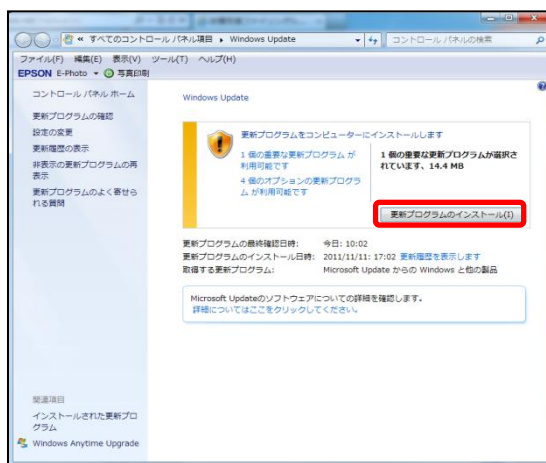 « すべてのコントロール パネル項目 ▸ Windows Update
コントロール パネルの検索
ファイル(F) 編集(E) 表示(V) ツール(T) ヘルプ(H)
EPSON E-Photo 写真印刷
コントロール パネル ホーム
更新プログラムの確認
設定の変更
更新履歴の表示
非表示の更新プログラムの再
表示
更新プログラムのよく寄せら
れる質問
Windows Update
更新プログラムをコンピューターにインストールします
1 個の重要な更新プログラム が
利用可能です
4 個のオプションの更新プログラ
ム が利用可能です
1 個の重要な更新プログラムが選択さ
れています、14.4 MB
更新プログラムのインストール(I)
更新プログラムの最終確認日時: 今日: 10:02
更新プログラムのインストール日時: 2011/11/11: 17:02 更新履歴を表示します
取得する更新プログラム: Microsoft Update からの Windows と他の製品
Microsoft Updateのソフトウェアについての詳細を確認します。
詳細についてはここをクリックしてください。
関連項目
インストールされた更新プロ
グラム
Windows Anytime Upgrade